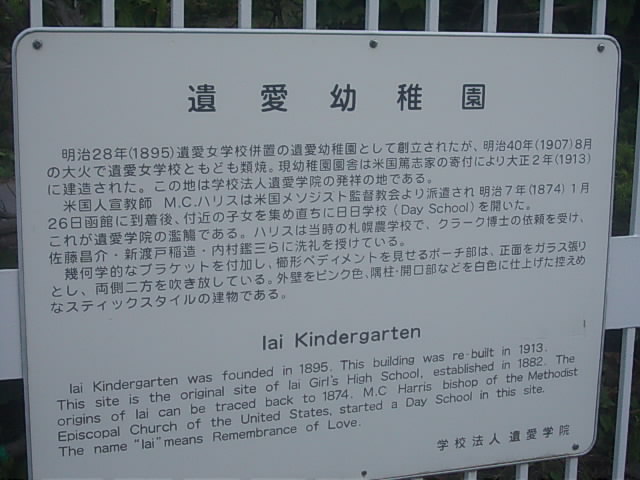 遺愛幼稚園
明治28年(1895)遺愛女学校併置の遺愛幼稚園として創立されたが、明治40年(1907)8月
の大火で遺愛女学校ともども類焼。現幼稚園園舎は米国篤志家の寄付により大正2年(1913)
に建造された。この地は学校法人遺愛学院の発祥の地である。
米国人宣教師 M.C.ハリスは米国メソジスト監督教会より派遣され明治7年(1874)1月
26日函館に到着後、付近の子女を集め直ちに日日学校(Day School)を開いた。
これが遺愛学院の濫觴である。ハリスは当時の札幌農学校で、クラーク博士の依頼を受け、
佐藤昌介・新渡戸稲造・内村鑑三らに洗礼を授けている。
幾何学的なブラケットを付加し、櫛形ペディメントを見せるポーチ部は、正面をガラス張り
とし、両側二方を吹き放している。外壁をピンク色、隅柱・開口部などを白色に仕上げた控えめ
なスティックスタイルの建物である。
Iai Kindergarten
Iai Kindergarten was founded in 1895. This building was re-built in 1913.
This site is the original site of Iai Girl's High School, established in 1882. The
origins of Iai can be traced back to 1874. M.C Harris bishop of the Methodist
Episcopal Church of the United States, started a Day School in this site.
The name "Iai" means Remembrance of Love.
学校法人 遺愛学院